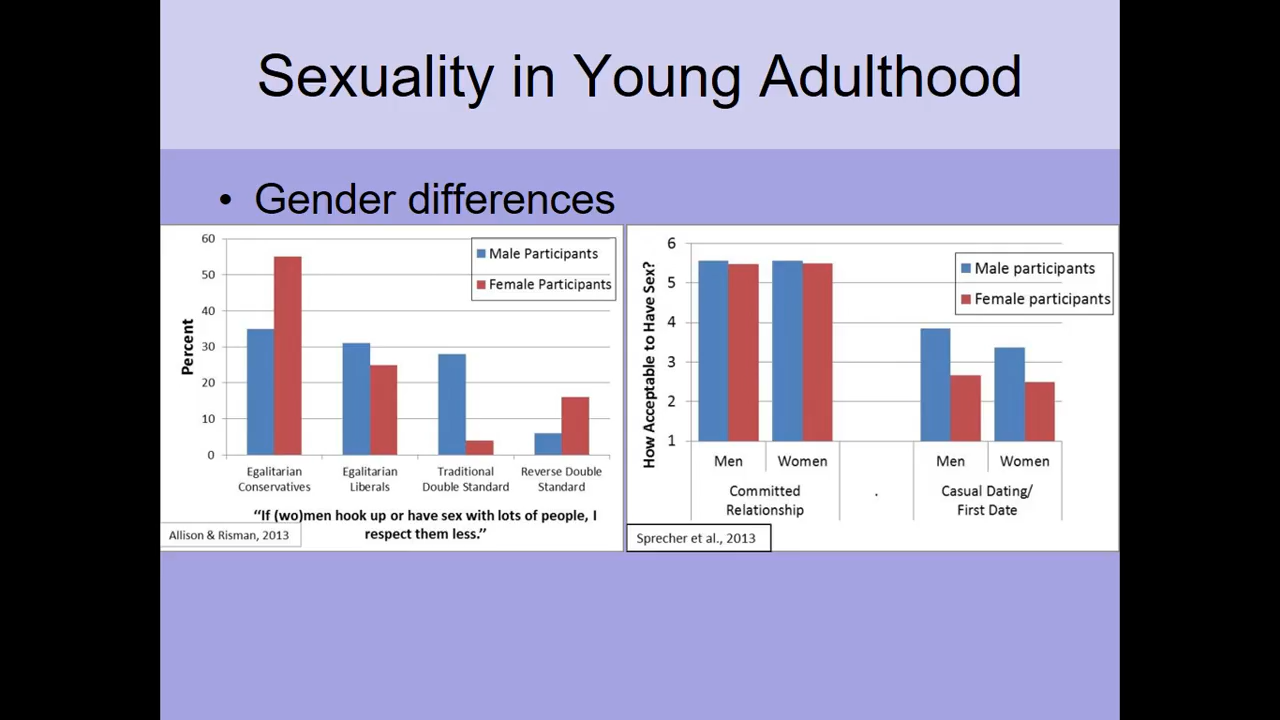 Sexuality in Young Adulthood
• Gender differences
60
50
40
30
20
10
0
Percent
Male Participants
Female Participants
Egalitarian
Conservatives
Egalitarian
Liberals
Traditional
Double Standard
Reverse Double
Standard
“If (wo)men hook up or have sex with lots of people, I
respect them less.”
Allison & Risman, 2013
6
5
4
3
2
1
How Acceptable to Have Sex?
Male participants
Female participants
Men
Women
Men
Women
Committed
Relationship
.
Casual Dating/
First Date
Sprecher et al., 2013